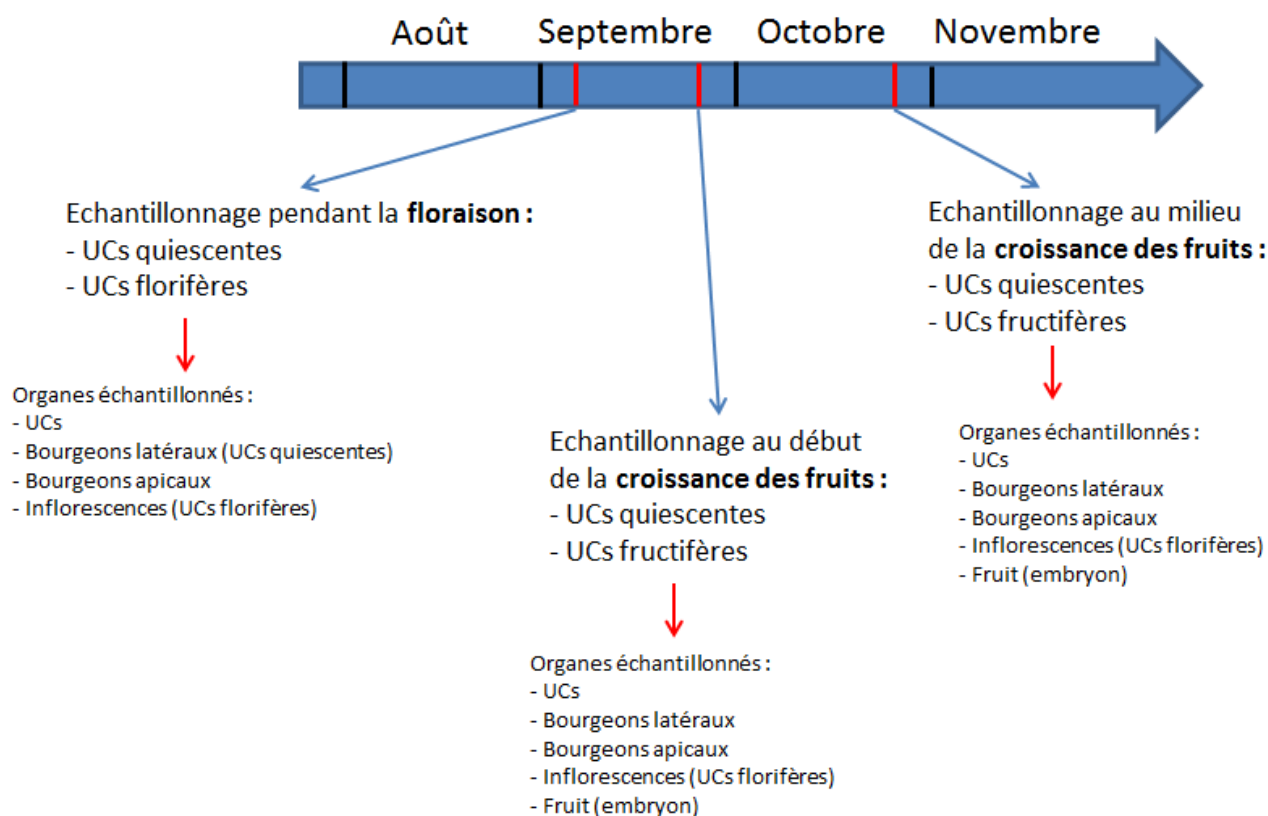 Août
Septembre
Octobre
Novembre
Echantillonnage pendant la floraison :
- UCs quiescentes
- UCs florifères
Organes échantillonnés :
- UCs
- Bourgeons latéraux (UCs quiescentes)
- Bourgeons apicaux
- Inflorescences (UCs florifères)
Echantillonnage au début
de la croissance des fruits :
- UCs quiescentes
- UCs fructifères
Organes échantillonnés :
- UCs
- Bourgeons latéraux
- Bourgeons apicaux
- Inflorescences (UCs florifères)
- Fruit (embryon)
Echantillonnage au milieu
de la croissance des fruits :
- UCs quiescentes
- UCs fructifères
Organes échantillonnés :
- UCs
- Bourgeons latéraux
- Bourgeons apicaux
- Inflorescences (UCs florifères)
- Fruit (embryon)